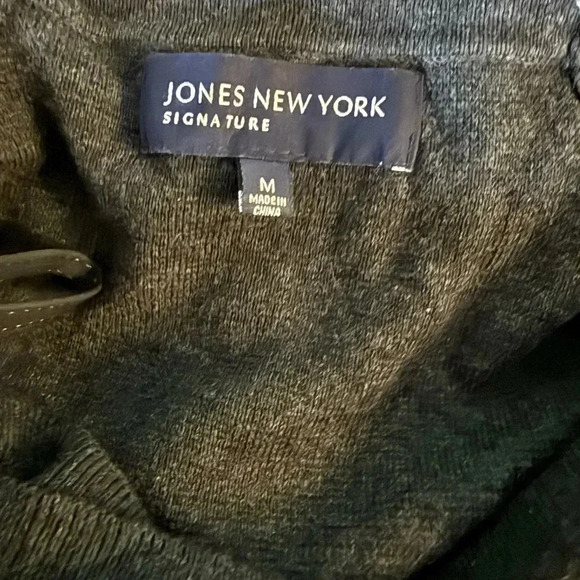 JONES NEW YORK
SIGNATURE
M
MADE IN
CHINA